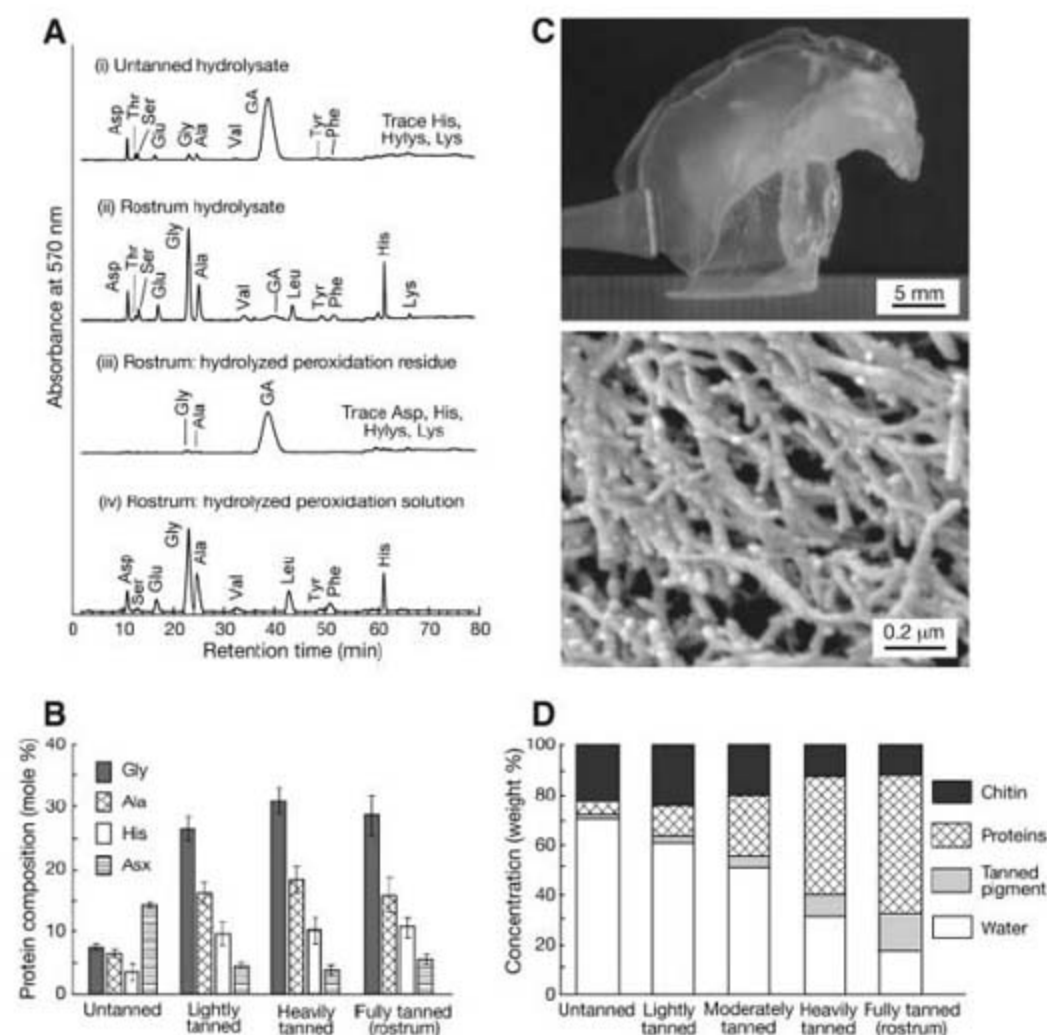 A
(i) Untanned hydrolysate
Asp
Thr
Ser
Glu
Gly
Ala
Val
GA
Tyr
Phe
Trace His,
Hylys, Lys
(ii) Rostrum hydrolysate
Asp
Thr
Ser
Glu
Gly
Ala
Val
GA
Leu
Tyr
Phe
His
Lys
(iii) Rostrum: hydrolyzed peroxidation residue
Gly
Ala
GA
Trace Asp, His,
Hylys, Lys
(iv) Rostrum: hydrolyzed peroxidation solution
Asp
Ser
Glu
Gly
Ala
Val
Leu
Tyr
Phe
His
Absorbance at 570 nm
0 10 20 30 40 50 60 70 80
Retention time (min)
C
5 mm
0.2 μm
B
Protein composition (mole %)
40
30
20
10
0
Gly
Ala
His
Asx
Untanned
Lightly
tanned
Heavily
tanned
Fully tanned
(rostrum)
D
Concentration (weight %)
100
80
60
40
20
0
Chitin
Proteins
Tanned
pigment
Water
Untanned
Lightly
tanned
Moderately
tanned
Heavily
tanned
Fully tanned
(rostrum)